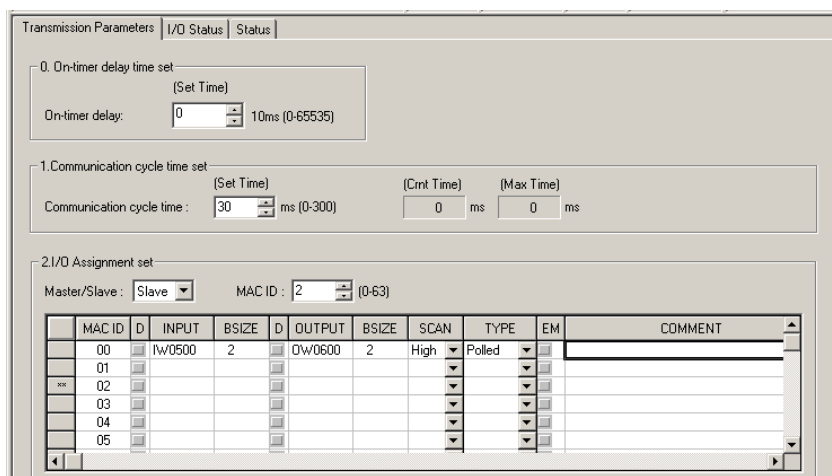 Transmission Parameters I/O Status Status
0. On-timer delay time set
(Set Time)
On-timer delay: 0 10ms (0-65535)
1.Communication cycle time set
(Set Time) (Crnt Time) (Max Time)
Communication cycle time : 30 ms (0-300) 0 ms 0 ms
2.I/O Assignment set
Master/Slave : Slave MAC ID : 2 (0-63)
MAC ID D INPUT BSIZE D OUTPUT BSIZE SCAN TYPE EM COMMENT
00 IW0500 2 OW0600 2 High Polled
01
** 02
03
04
05